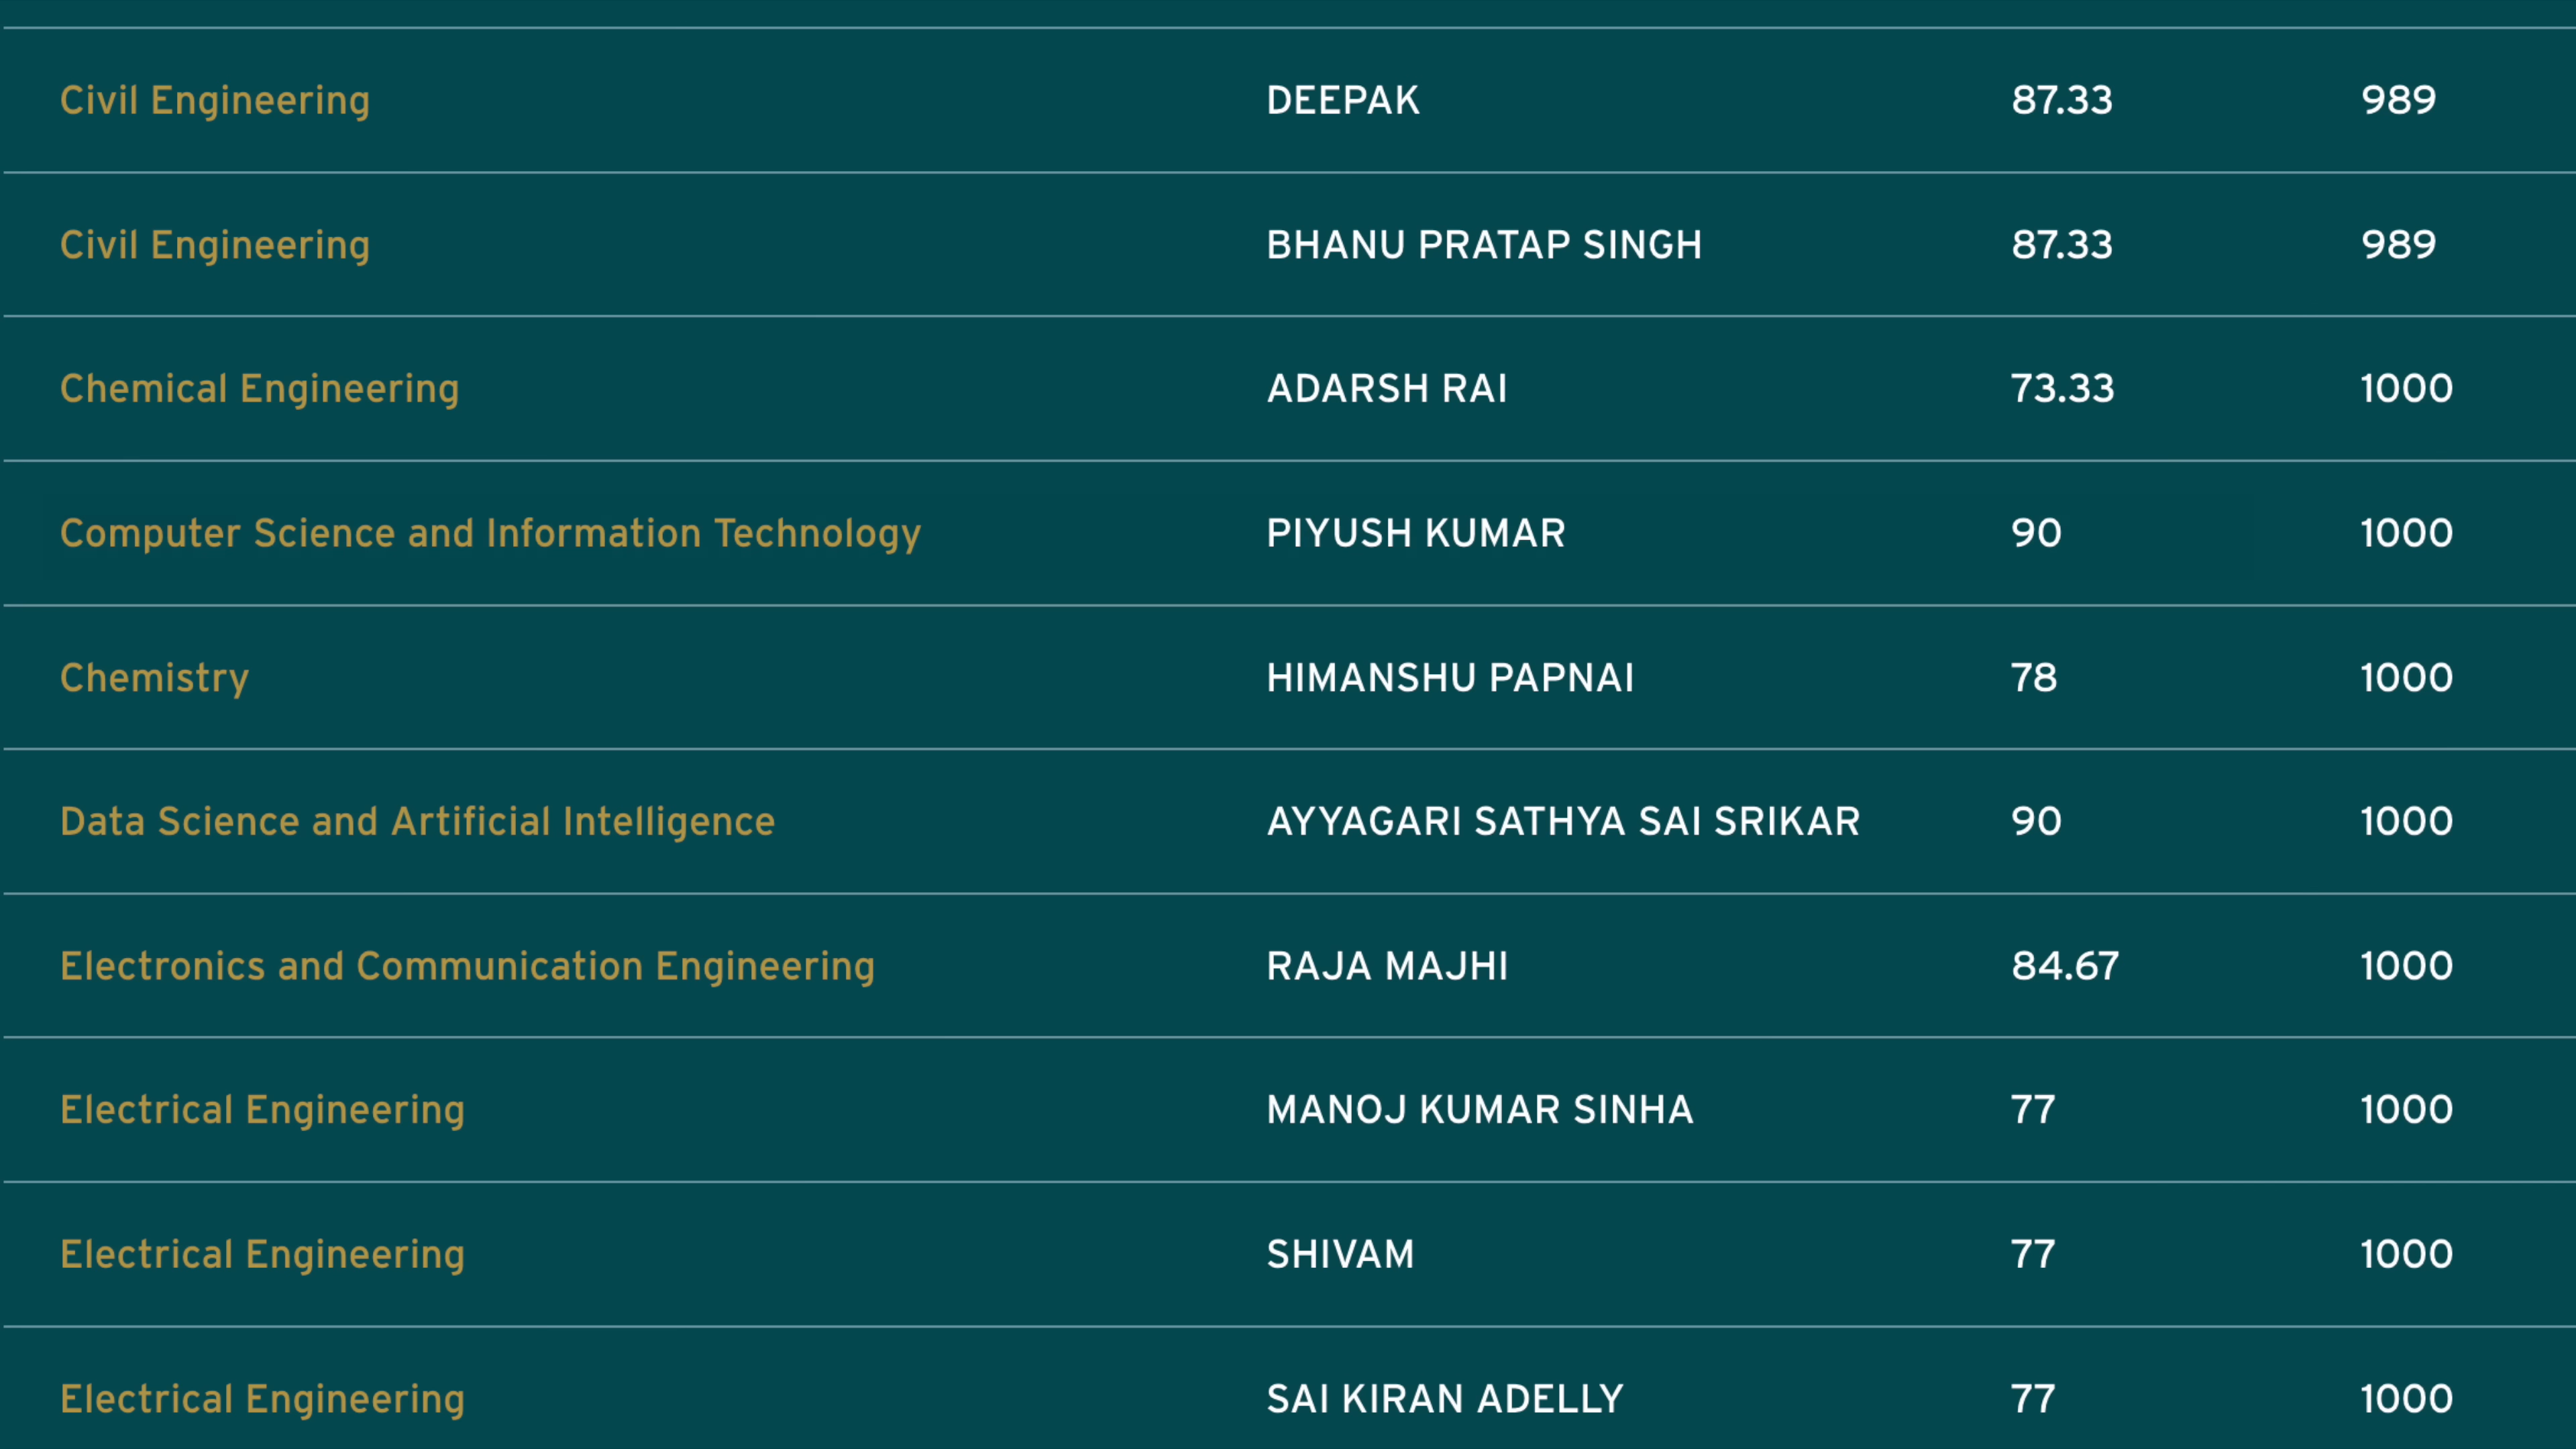 Civil Engineering DEEPAK 87.33 989
Civil Engineering BHANU PRATAP SINGH 87.33 989
Chemical Engineering ADARSH RAI 73.33 1000
Computer Science and Information Technology PIYUSH KUMAR 90 1000
Chemistry HIMANSHU PAPNAI 78 1000
Data Science and Artificial Intelligence AYYAGARI SATHYA SAI SRIKAR 90 1000
Electronics and Communication Engineering RAJA MAJHI 84.67 1000
Electrical Engineering MANOJ KUMAR SINHA 77 1000
Electrical Engineering SHIVAM 77 1000
Electrical Engineering SAI KIRAN ADELLY 77 1000